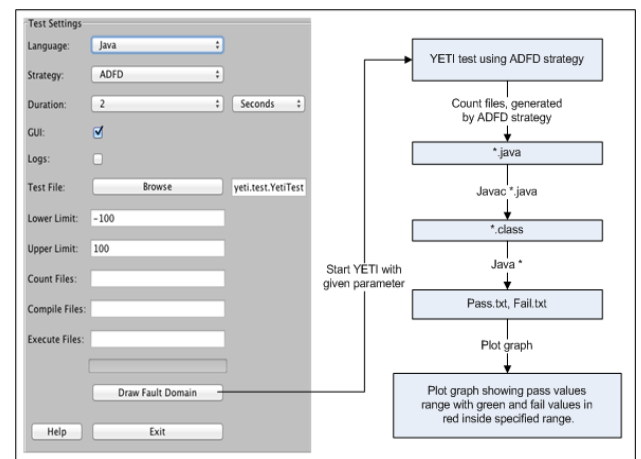 Test Settings
Language: Java
Strategy: ADFD
Duration: 2 Seconds
GUI:
Logs:
Test File: Browse yeti.test.YetiTest
Lower Limit: -100
Upper Limit: 100
Count Files:
Compile Files:
Execute Files:
Draw Fault Domain
Help Exit
Start YETI with
given parameter
YETI test using ADFD strategy
Count files, generated
by ADFD strategy
*.java
Javac *.java
*.class
Java *
Pass.txt, Fail.txt
Plot graph
Plot graph showing pass values
range with green and fail values in
red inside specified range.